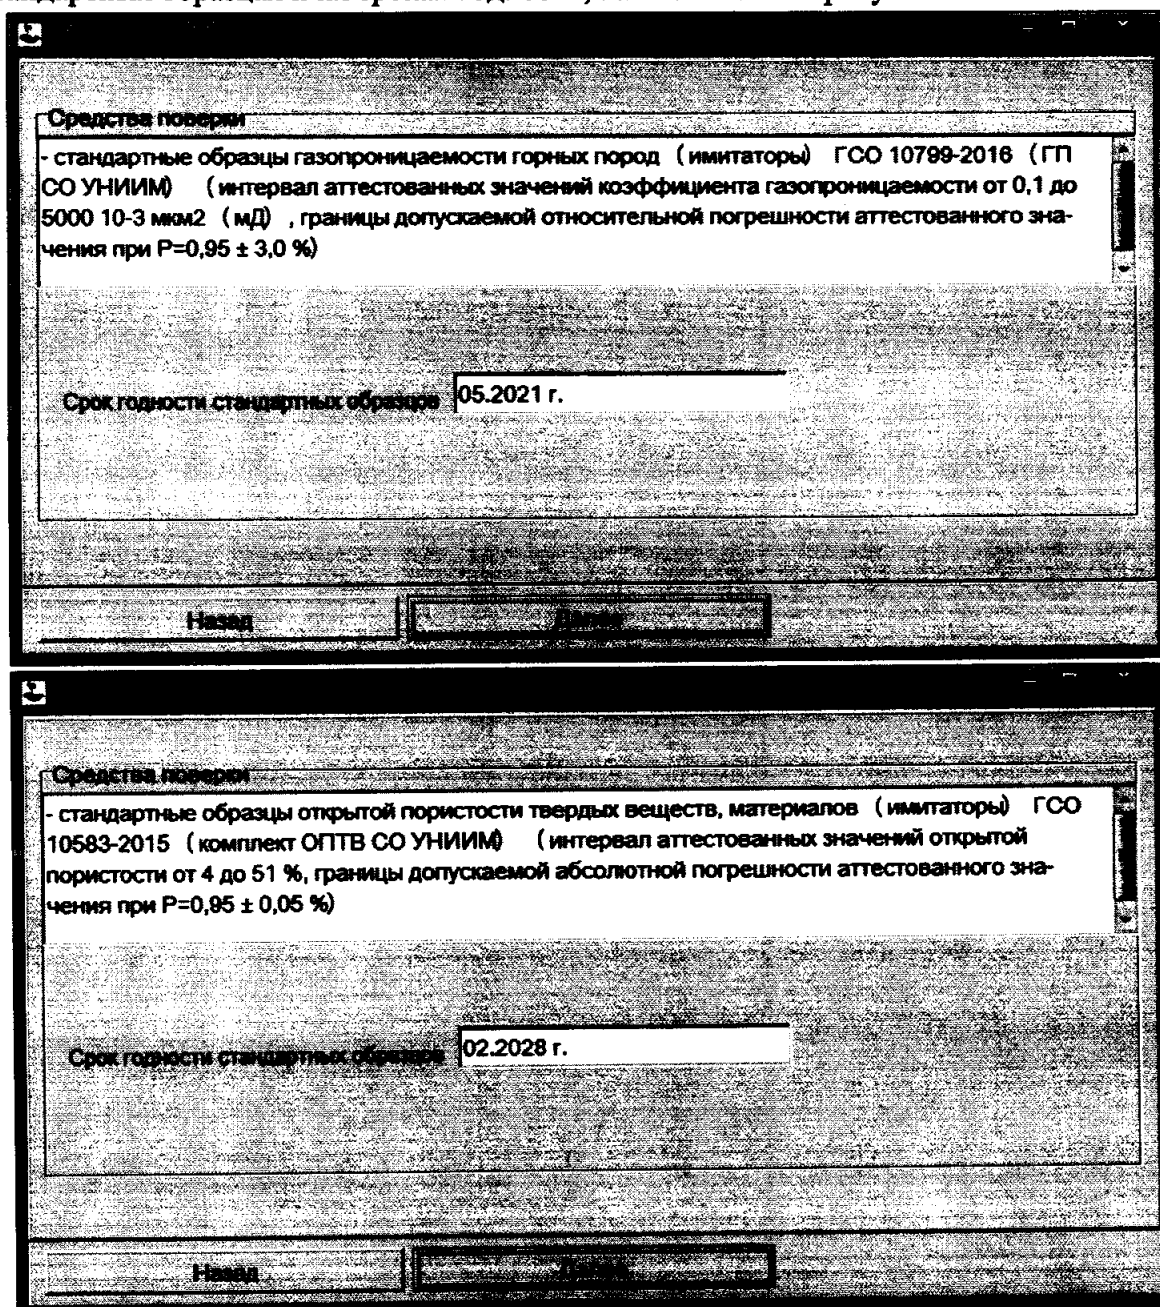 Средства поверки
- стандартные образцы газопроницаемости горных пород (имитаторы) ГСО 10799-2016 (ГП
СО УНИИМ) (интервал аттестованных значений коэффициента газопроницаемости от 0,1 до
5000 10-3 мкм2 (мД) , границы допускаемой относительной погрешности аттестованного зна-
чения при P=0,95 ± 3,0 %)
Срок годности стандартных образцов 05.2021 г.
Назад Далее
Средства поверки
- стандартные образцы открытой пористости твердых веществ, материалов (имитаторы) ГСО
10583-2015 (комплект ОПТВ СО УНИИМ) (интервал аттестованных значений открытой
пористости от 4 до 51 %, границы допускаемой абсолютной погрешности аттестованного зна-
чения при P=0,95 ± 0,05 %)
Срок годности стандартных образцов 02.2028 г.
Назад